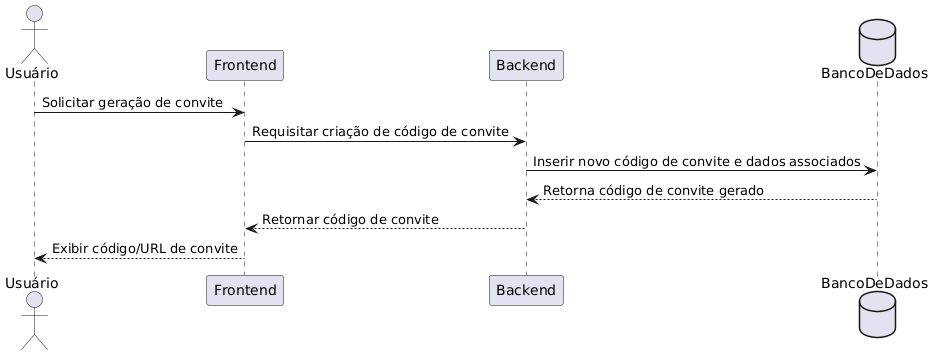 Usuário
Frontend
Backend
BancoDeDados
Solicitar geração de convite
Requisitar criação de código de convite
Inserir novo código de convite e dados associados
Retorna código de convite gerado
Retornar código de convite
Exibir código/URL de convite
Usuário
Frontend
Backend
BancoDeDados